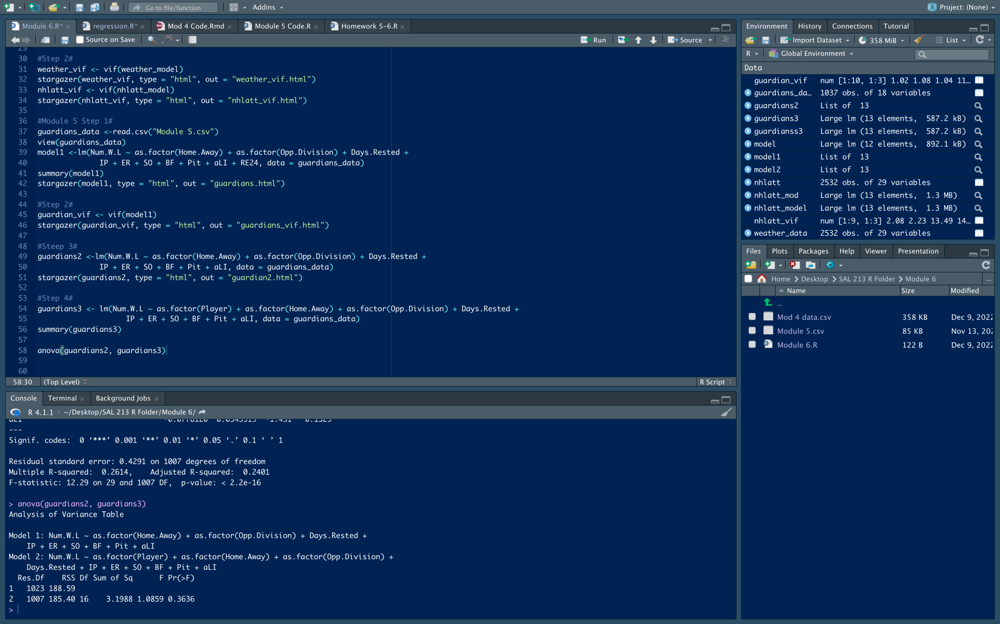 Go to file/function
Addins
Project: (None)
Module 6.R*
regression.R*
Mod 4 Code.Rmd
Module 5 Code.R
Homework 5-6.R
Source on Save
Run
Source
29
30 #Step 2#
31 weather_vif <- vif(weather_model)
32 stargazer(weather_vif, type = "html", out = "weather_vif.html")
33 nhlatt_vif <- vif(nhlatt_model)
34 stargazer(nhlatt_vif, type = "html", out = "nhlatt_vif.html")
35
36 #Module 5 Step 1#
37 guardians_data <-read.csv("Module 5.csv")
38 view(guardians_data)
39 model1 <-lm(Num.W.L ~ as.factor(Home.Away) + as.factor(Opp.Division) + Days.Rested +
40 IP + ER + SO + BF + Pit + aLI + RE24, data = guardians_data)
41 summary(model1)
42 stargazer(model1, type = "html", out = "guardians.html")
43
44 #Step 2#
45 guardian_vif <- vif(model1)
46 stargazer(guardian_vif, type = "html", out = "guardians_vif.html")
47
48 #Steep 3#
49 guardians2 <-lm(Num.W.L ~ as.factor(Home.Away) + as.factor(Opp.Division) + Days.Rested +
50 IP + ER + SO + BF + Pit + aLI, data = guardians_data)
51 stargazer(guardians2, type = "html", out = "guardian2.html")
52
53 #Step 4#
54 guardians3 <- lm(Num.W.L ~ as.factor(Player) + as.factor(Home.Away) + as.factor(Opp.Division) + Days.Rested +
55 IP + ER + SO + BF + Pit + aLI, data = guardians_data)
56 summary(guardians3)
57
58 anova(guardians2, guardians3)
59
60
58:30 (Top Level) R Script
Console
Terminal
Background Jobs
R 4.1.1 · ~/Desktop/SAL 213 R Folder/Module 6/
---
Signif. codes: 0 ‘***’ 0.001 ‘**’ 0.01 ‘*’ 0.05 ‘.’ 0.1 ‘ ’ 1
Residual standard error: 0.4291 on 1007 degrees of freedom
Multiple R-squared: 0.2614, Adjusted R-squared: 0.2401
F-statistic: 12.29 on 29 and 1007 DF, p-value: < 2.2e-16
> anova(guardians2, guardians3)
Analysis of Variance Table
Model 1: Num.W.L ~ as.factor(Home.Away) + as.factor(Opp.Division) + Days.Rested +
IP + ER + SO + BF + Pit + aLI
Model 2: Num.W.L ~ as.factor(Player) + as.factor(Home.Away) + as.factor(Opp.Division) +
Days.Rested + IP + ER + SO + BF + Pit + aLI
Res.Df RSS Df Sum of Sq F Pr(>F)
1 1023 188.59
2 1007 185.40 16 3.1988 1.0859 0.3636
>
Environment
History
Connections
Tutorial
Import Dataset
358 MiB
List
R
Global Environment
Data
guardian_vif num [1:10, 1:3] 1.02 1.08 1.04 11…
guardians_da… 1037 obs. of 18 variables
guardians2 List of 13
guardians3 Large lm (13 elements, 587.2 kB)
guardianss3 Large lm (13 elements, 587.2 kB)
model Large lm (12 elements, 892.1 kB)
model1 List of 13
model2 List of 13
nhlatt 2532 obs. of 29 variables
nhlatt_mod Large lm (13 elements, 1.3 MB)
nhlatt_model Large lm (13 elements, 1.3 MB)
nhlatt_vif num [1:9, 1:3] 2.08 2.23 13.49 14…
weather_data 2532 obs. of 29 variables
Files
Plots
Packages
Help
Viewer
Presentation
Home
Desktop
SAL 213 R Folder
Module 6
...
Name Size Modified
..
Mod 4 data.csv 358 KB Dec 9, 2022
Module 5.csv 85 KB Nov 13, 202
Module 6.R 122 B Dec 9, 2022